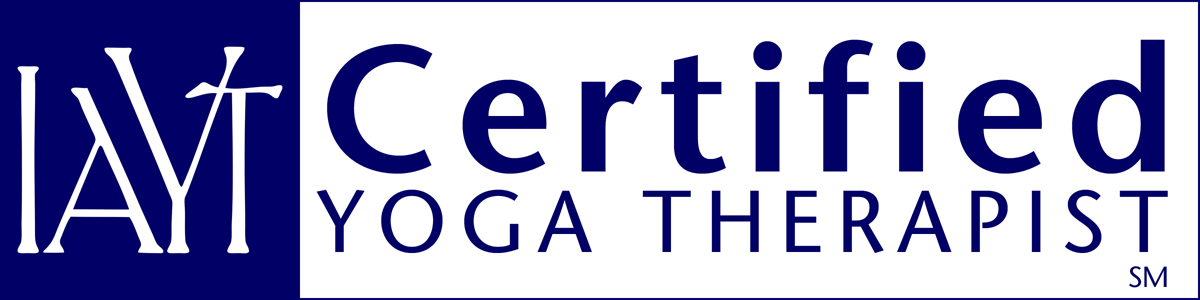 IAYT
Certified
YOGA THERAPIST
SM